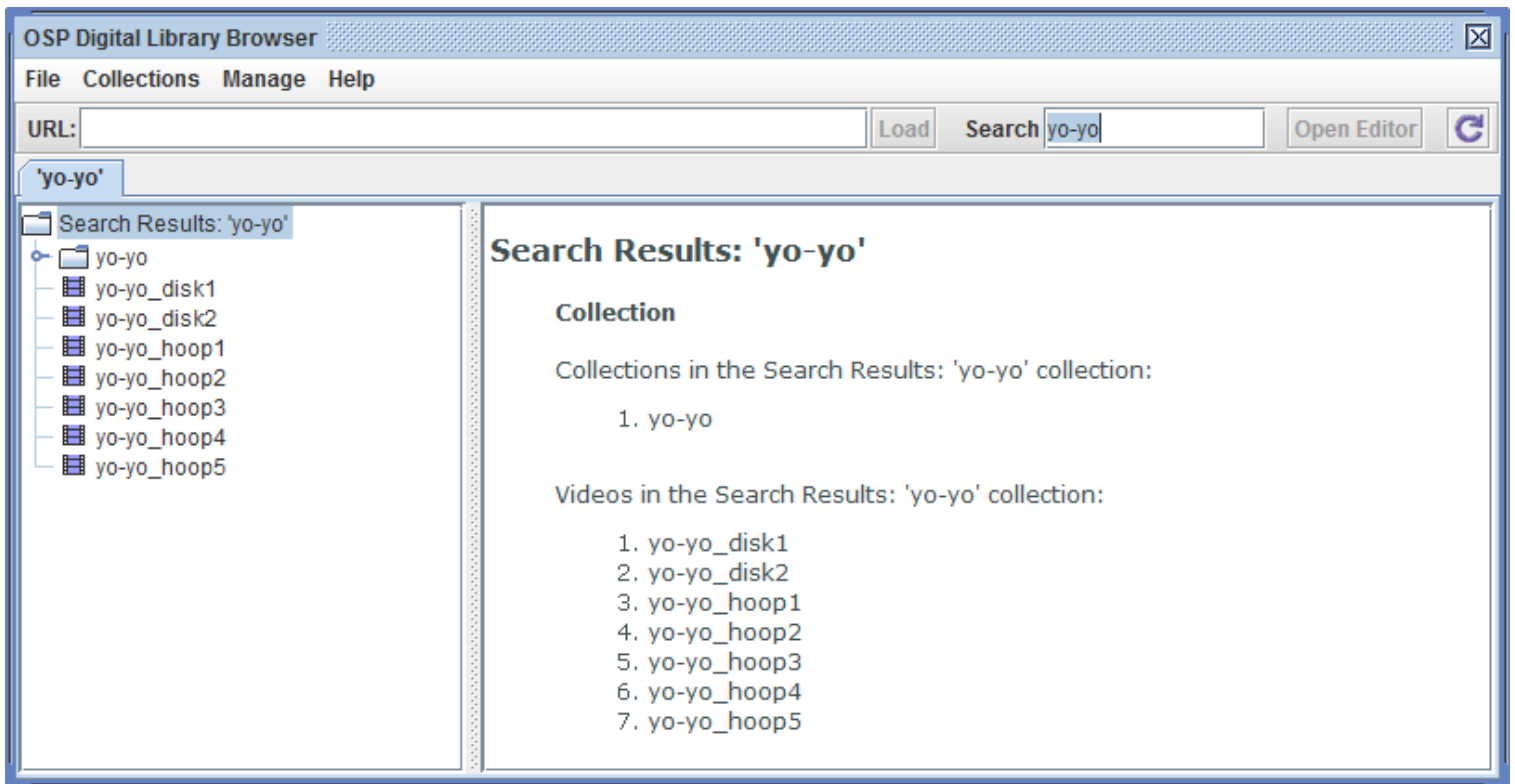 OSP Digital Library Browser
File Collections Manage Help
URL: Load Search yo-yo Open Editor
'yo-yo'
Search Results: 'yo-yo'
yo-yo
yo-yo_disk1
yo-yo_disk2
yo-yo_hoop1
yo-yo_hoop2
yo-yo_hoop3
yo-yo_hoop4
yo-yo_hoop5
Search Results: 'yo-yo'
Collection
Collections in the Search Results: 'yo-yo' collection:
1. yo-yo
Videos in the Search Results: 'yo-yo' collection:
1. yo-yo_disk1
2. yo-yo_disk2
3. yo-yo_hoop1
4. yo-yo_hoop2
5. yo-yo_hoop3
6. yo-yo_hoop4
7. yo-yo_hoop5